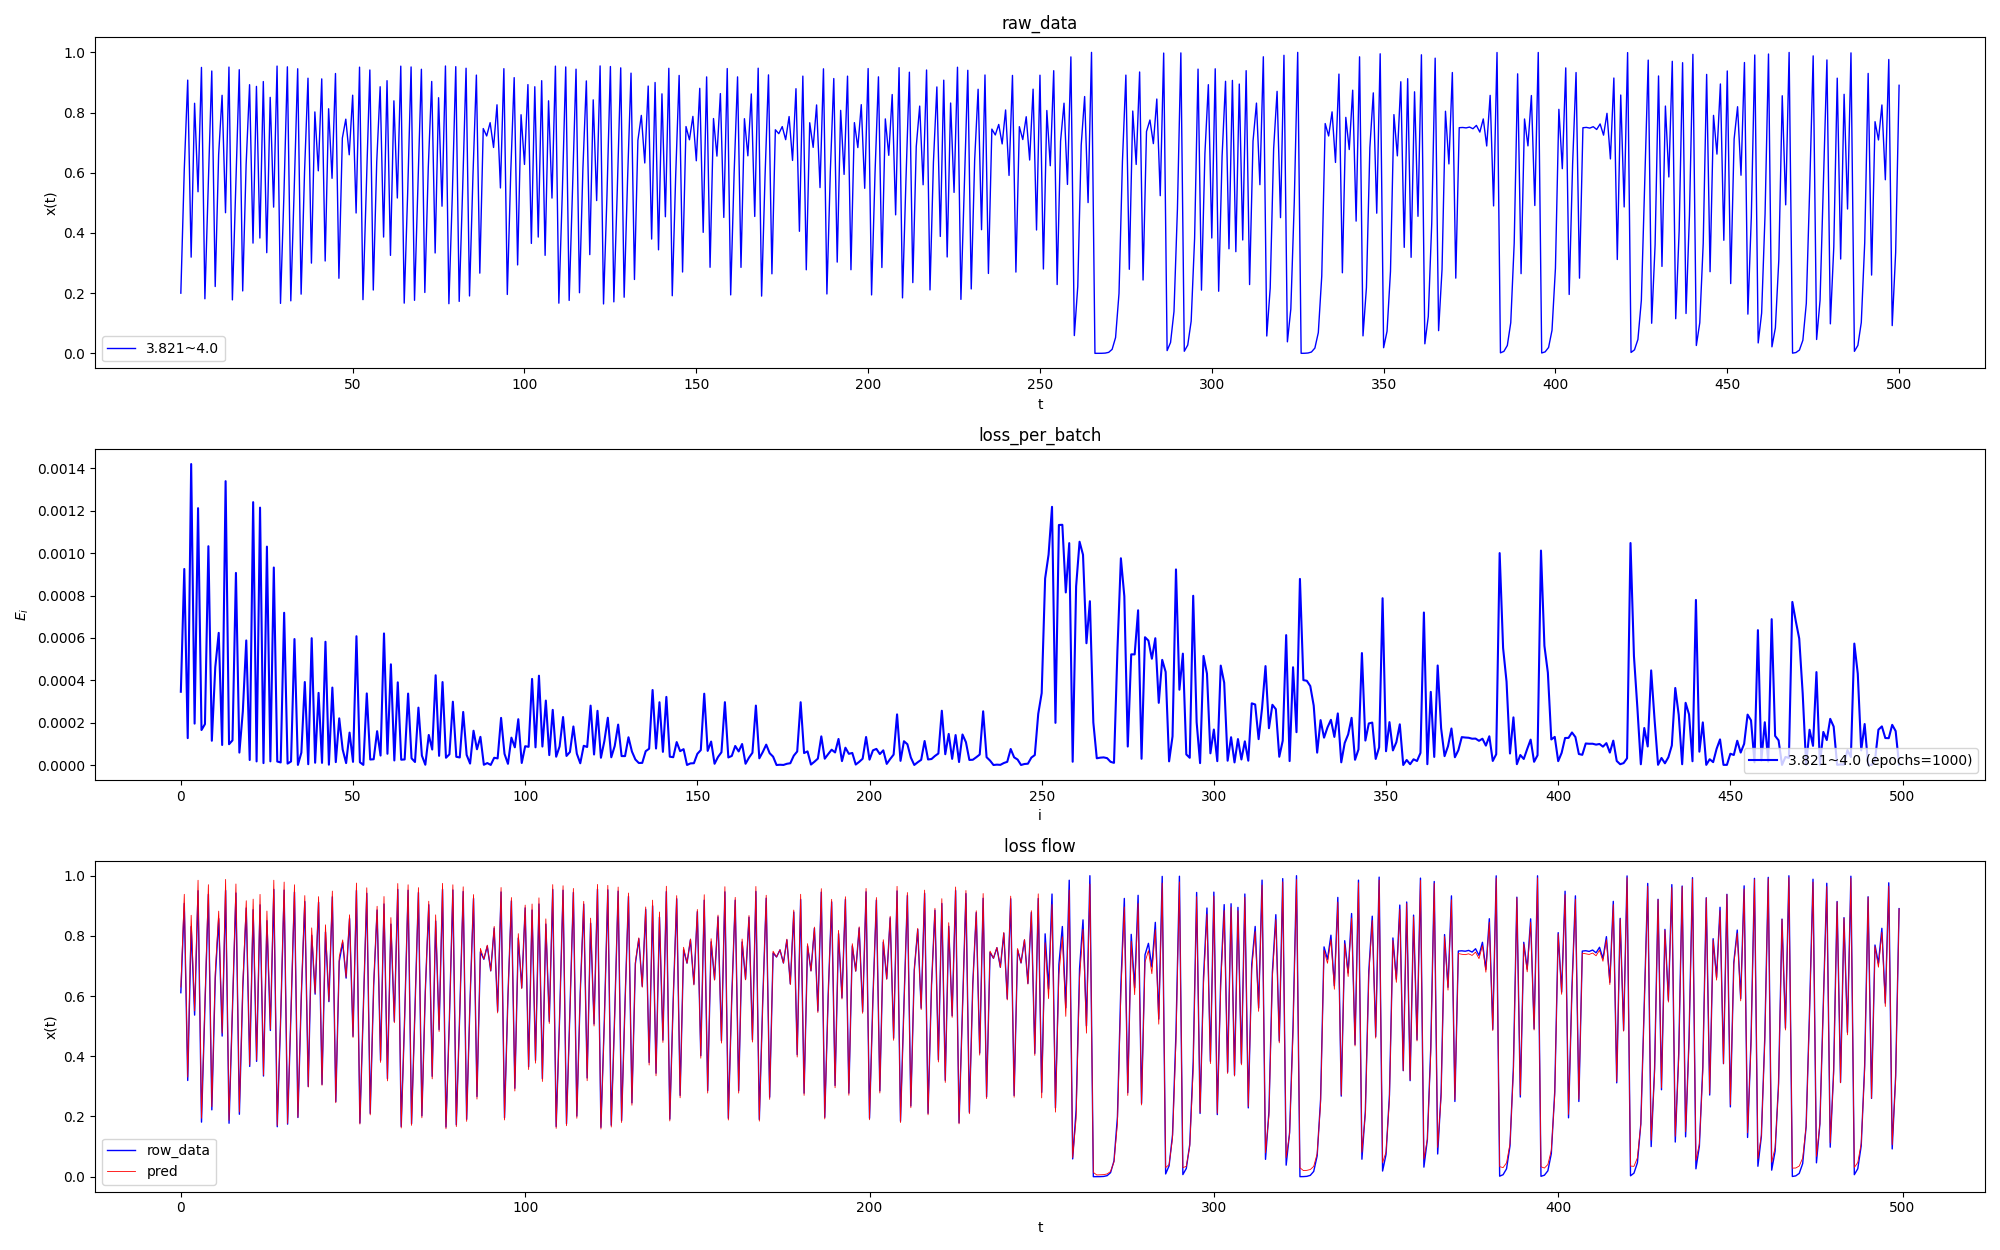 raw_data
1.0
0.8
0.6
0.4
0.2
0.0
x(t)
3.821~4.0
50 100 150 200 250 300 350 400 450 500
t
loss_per_batch
0.0014
0.0012
0.0010
0.0008
0.0006
0.0004
0.0002
0.0000
E_i
3.821~4.0 (epochs=1000)
0 50 100 150 200 250 300 350 400 450 500
i
loss flow
1.0
0.8
0.6
0.4
0.2
0.0
x(t)
row_data
pred
0 100 200 300 400 500
t